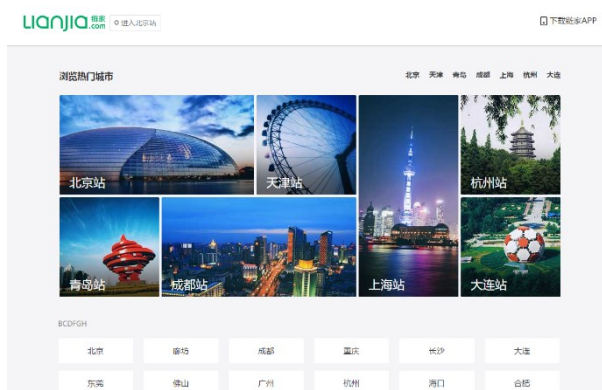 LIANJIA 链家 .com 进入北京站 下载链家APP
浏览热门城市 北京 天津 青岛 成都 上海 杭州 大连
北京站 天津站 杭州站
青岛站 成都站 上海站 大连站
BCDFGH
北京 廊坊 成都 重庆 长沙 大连
东莞 佛山 广州 杭州 海口 合肥